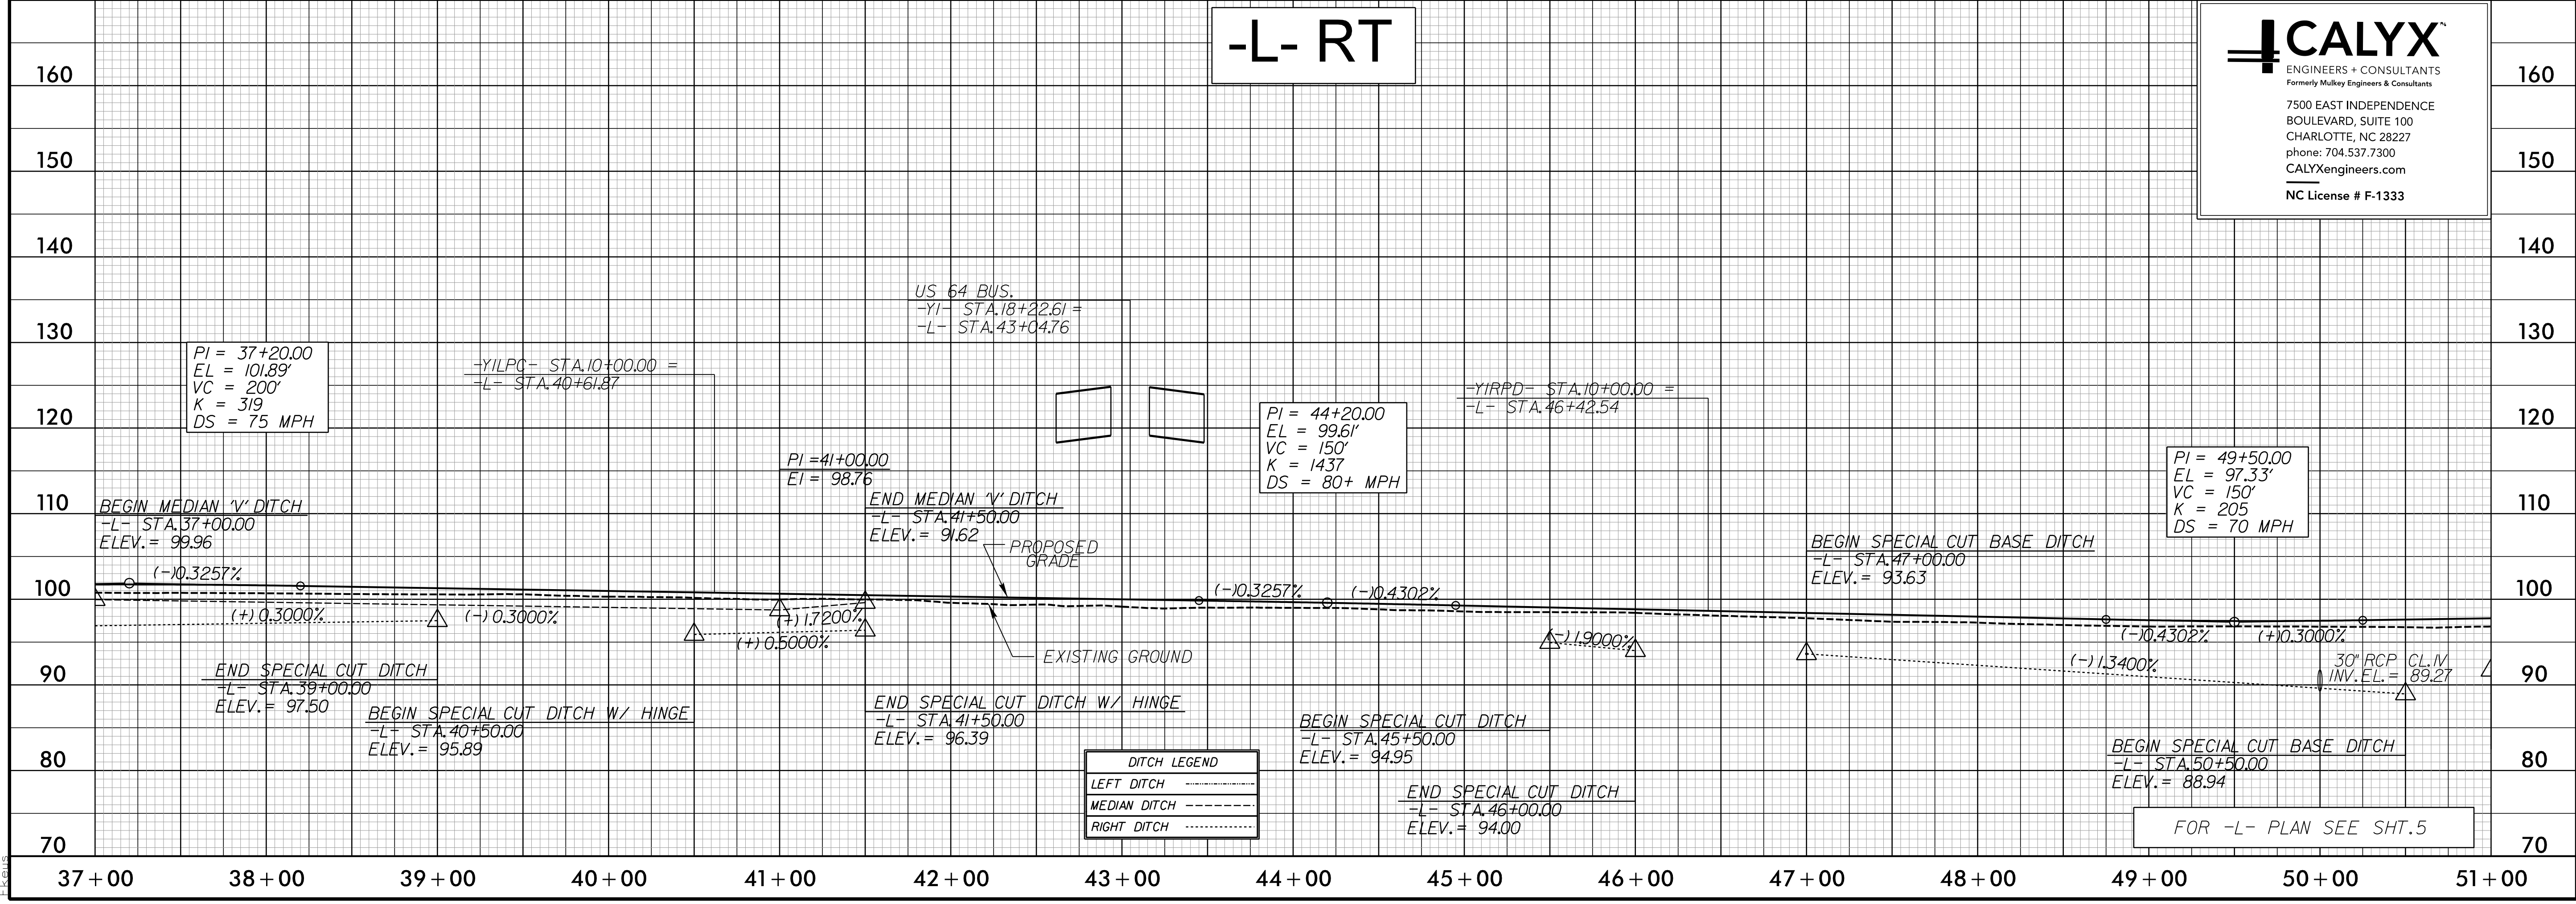 -L- RT
CALYX
ENGINEERS + CONSULTANTS
Formerly Mulkey Engineers & Consultants
7500 EAST INDEPENDENCE
BOULEVARD, SUITE 100
CHARLOTTE, NC 28227
phone: 704.537.7300
CALYXengineers.com
NC License # F-1333
160 160
150 150
140 140
130 130
120 120
110 110
100 100
90 90
80 80
70 70
US 64 BUS.
-Y1- STA.18+22.61 =
-L- STA.43+04.76
PI = 37+20.00
EL = 101.89'
VC = 200'
K = 319
DS = 75 MPH
-Y1LPC- STA.10+00.00 =
-L- STA.40+61.87
-Y1RPD- STA.10+00.00 =
-L- STA.46+42.54
PI = 44+20.00
EL = 99.61'
VC = 150'
K = 1437
DS = 80+ MPH
PI = 49+50.00
EL = 97.33'
VC = 150'
K = 205
DS = 70 MPH
PI =41+00.00
El = 98.76
BEGIN MEDIAN 'V' DITCH
-L- STA.37+00.00
ELEV.= 99.96
END MEDIAN 'V' DITCH
-L- STA.41+50.00
ELEV.= 91.62
PROPOSED
GRADE
BEGIN SPECIAL CUT BASE DITCH
-L- STA.47+00.00
ELEV.= 93.63
(-)0.3257%
(-)0.3257%
(-)0.4302%
(+)0.3000%
(-)0.3000%
(+)1.7200%
(+)0.5000%
(-)1.9000%
(-)0.4302%
(+)0.3000%
(-)1.3400%
EXISTING GROUND
30" RCP CL.IV
INV.EL.= 89.27
END SPECIAL CUT DITCH
-L- STA.39+00.00
ELEV.= 97.50
BEGIN SPECIAL CUT DITCH W/ HINGE
-L- STA.40+50.00
ELEV.= 95.89
END SPECIAL CUT DITCH W/ HINGE
-L- STA.41+50.00
ELEV.= 96.39
BEGIN SPECIAL CUT DITCH
-L- STA.45+50.00
ELEV.= 94.95
END SPECIAL CUT DITCH
-L- STA.46+00.00
ELEV.= 94.00
BEGIN SPECIAL CUT BASE DITCH
-L- STA.50+50.00
ELEV.= 88.94
DITCH LEGEND
LEFT DITCH
MEDIAN DITCH
RIGHT DITCH
FOR -L- PLAN SEE SHT.5
37+00 38+00 39+00 40+00 41+00 42+00 43+00 44+00 45+00 46+00 47+00 48+00 49+00 50+00 51+00